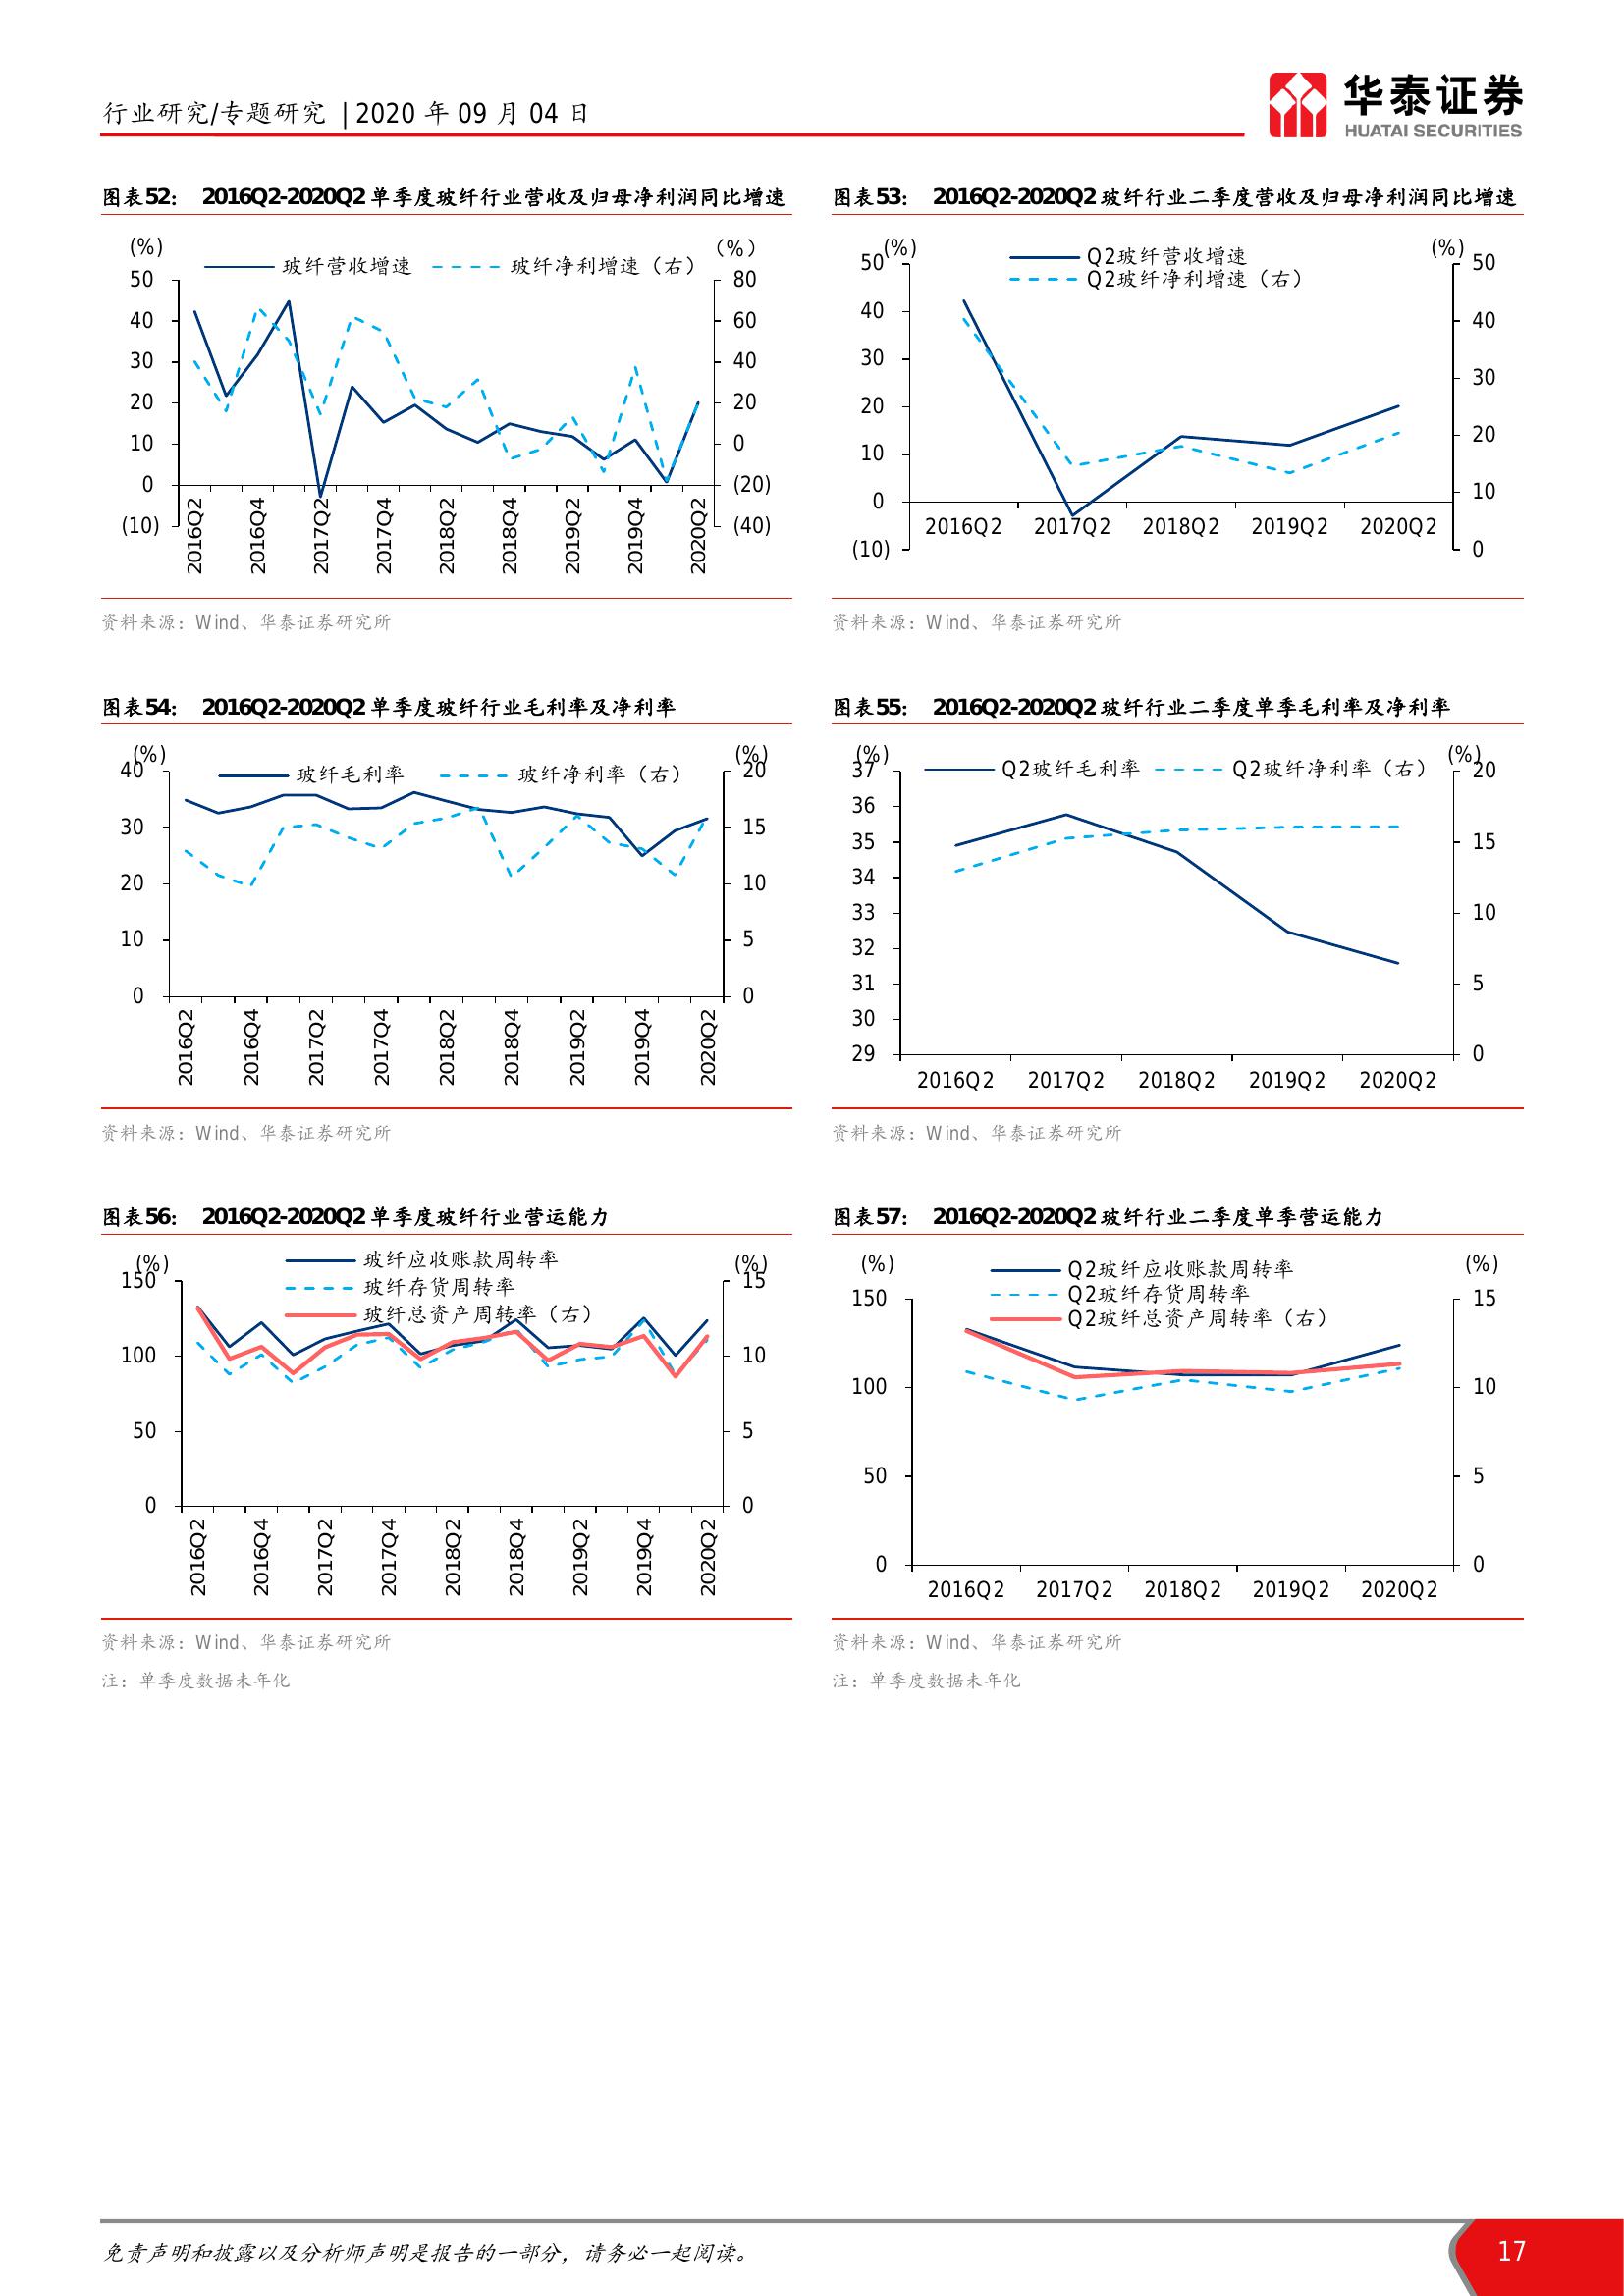 行业研究/专题研究 | 2020 年 09 月 04 日
华泰证券
HUATAI SECURITIES
图表52： 2016Q2-2020Q2 单季度玻纤行业营收及归母净利润同比增速
(%)
（%）
玻纤营收增速
玻纤净利增速（右）
50
40
30
20
10
0
(10)
80
60
40
20
0
(20)
(40)
2016Q2
2016Q4
2017Q2
2017Q4
2018Q2
2018Q4
2019Q2
2019Q4
2020Q2
资料来源：Wind、华泰证券研究所
图表53： 2016Q2-2020Q2 玻纤行业二季度营收及归母净利润同比增速
(%)
(%)
Q2玻纤营收增速
Q2玻纤净利增速（右）
50
40
30
20
10
0
(10)
50
40
30
20
10
0
2016Q2 2017Q2 2018Q2 2019Q2 2020Q2
资料来源：Wind、华泰证券研究所
图表54： 2016Q2-2020Q2 单季度玻纤行业毛利率及净利率
(%)
(%)
玻纤毛利率
玻纤净利率（右）
40
30
20
10
0
20
15
10
5
0
2016Q2
2016Q4
2017Q2
2017Q4
2018Q2
2018Q4
2019Q2
2019Q4
2020Q2
资料来源：Wind、华泰证券研究所
图表55： 2016Q2-2020Q2 玻纤行业二季度单季毛利率及净利率
(%)
(%)
Q2玻纤毛利率
Q2玻纤净利率（右）
37
36
35
34
33
32
31
30
29
20
15
10
5
0
2016Q2 2017Q2 2018Q2 2019Q2 2020Q2
资料来源：Wind、华泰证券研究所
图表56： 2016Q2-2020Q2 单季度玻纤行业营运能力
(%)
(%)
玻纤应收账款周转率
玻纤存货周转率
玻纤总资产周转率（右）
150
100
50
0
15
10
5
0
2016Q2
2016Q4
2017Q2
2017Q4
2018Q2
2018Q4
2019Q2
2019Q4
2020Q2
资料来源：Wind、华泰证券研究所
注：单季度数据未年化
图表57： 2016Q2-2020Q2 玻纤行业二季度单季营运能力
(%)
(%)
Q2玻纤应收账款周转率
Q2玻纤存货周转率
Q2玻纤总资产周转率（右）
150
100
50
0
15
10
5
0
2016Q2 2017Q2 2018Q2 2019Q2 2020Q2
资料来源：Wind、华泰证券研究所
注：单季度数据未年化
免责声明和披露以及分析师声明是报告的一部分，请务必一起阅读。
17